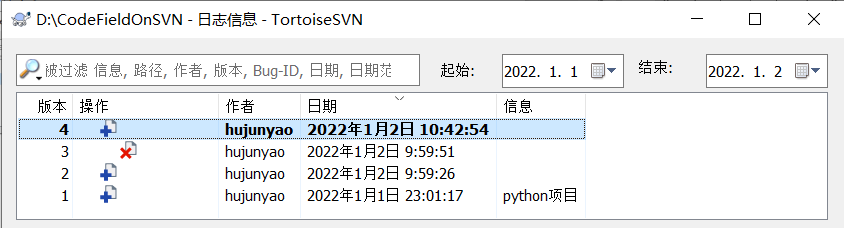 D:\CodeFieldOnSVN - 日志信息 - TortoiseSVN
被过滤 信息, 路径, 作者, 版本, Bug-ID, 日期, 日期范
起始:
2022. 1. 1
结束:
2022. 1. 2
版本 操作 作者 日期 信息
4 hujunyao 2022年1月2日 10:42:54
3 hujunyao 2022年1月2日 9:59:51
2 hujunyao 2022年1月2日 9:59:26
1 hujunyao 2022年1月1日 23:01:17 python项目